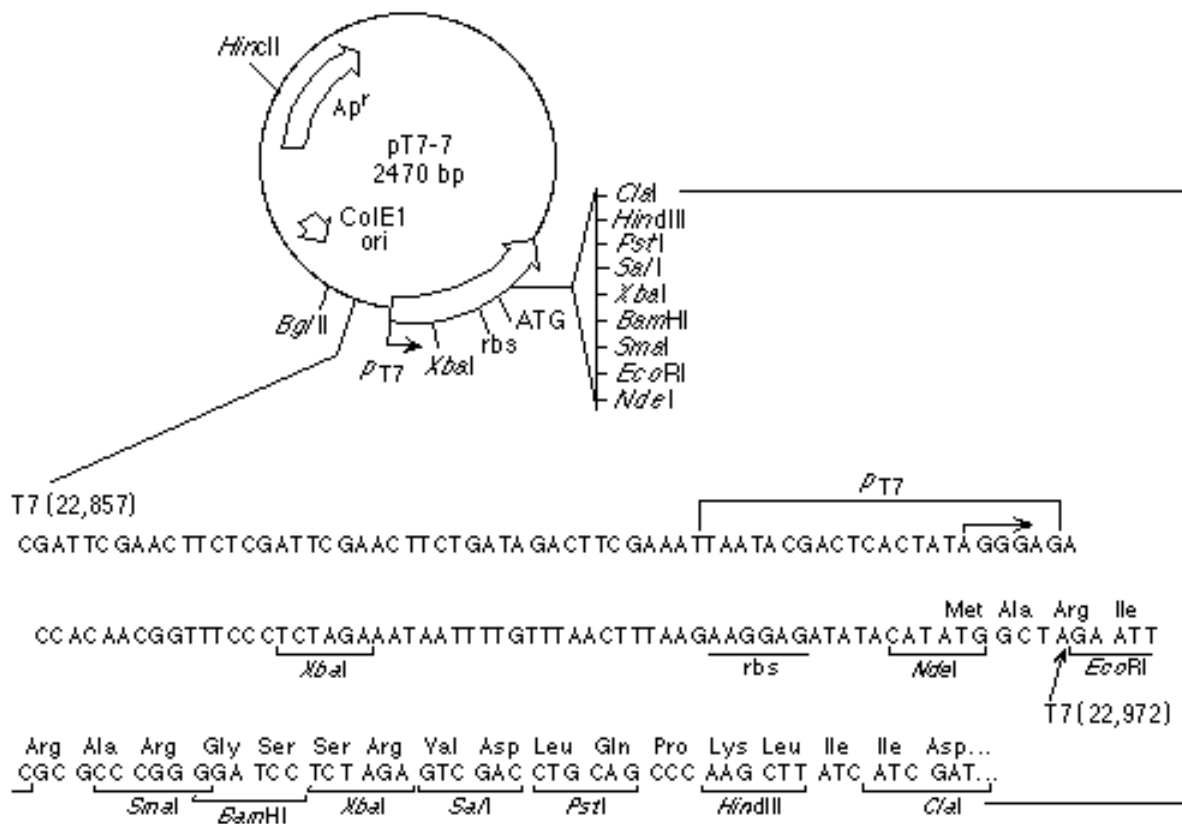 HincII
Apʳ
pT7-7
2470 bp
ColE1
ori
ClaI
HindIII
PstI
SalI
XbaI
BamHI
SmaI
EcoRI
NdeI
BglII
pT7
XbaI
rbs
ATG
T7 (22,857)
pT7
CGATTCGAACTTCTCGATTCGAACTTCTGATAGACTTCGAAATTAATACGACTCACTATAGGGAGA
Met Ala Arg Ile
CCACAACGGTTTCCCTCTAGAAATAATTTTGTTTAACTTTAAGAAGGAGATATACATATG GCT AGA ATT
XbaI rbs NdeI EcoRI
T7 (22,972)
Arg Ala Arg Gly Ser Ser Arg Val Asp Leu Gln Pro Lys Leu Ile Ile Asp...
CGC GCC CGG GGA TCC TCT AGA GTC GAC CTG CAG CCC AAG CTT ATC ATC GAT...
SmaI BamHI XbaI SalI PstI HindIII ClaI